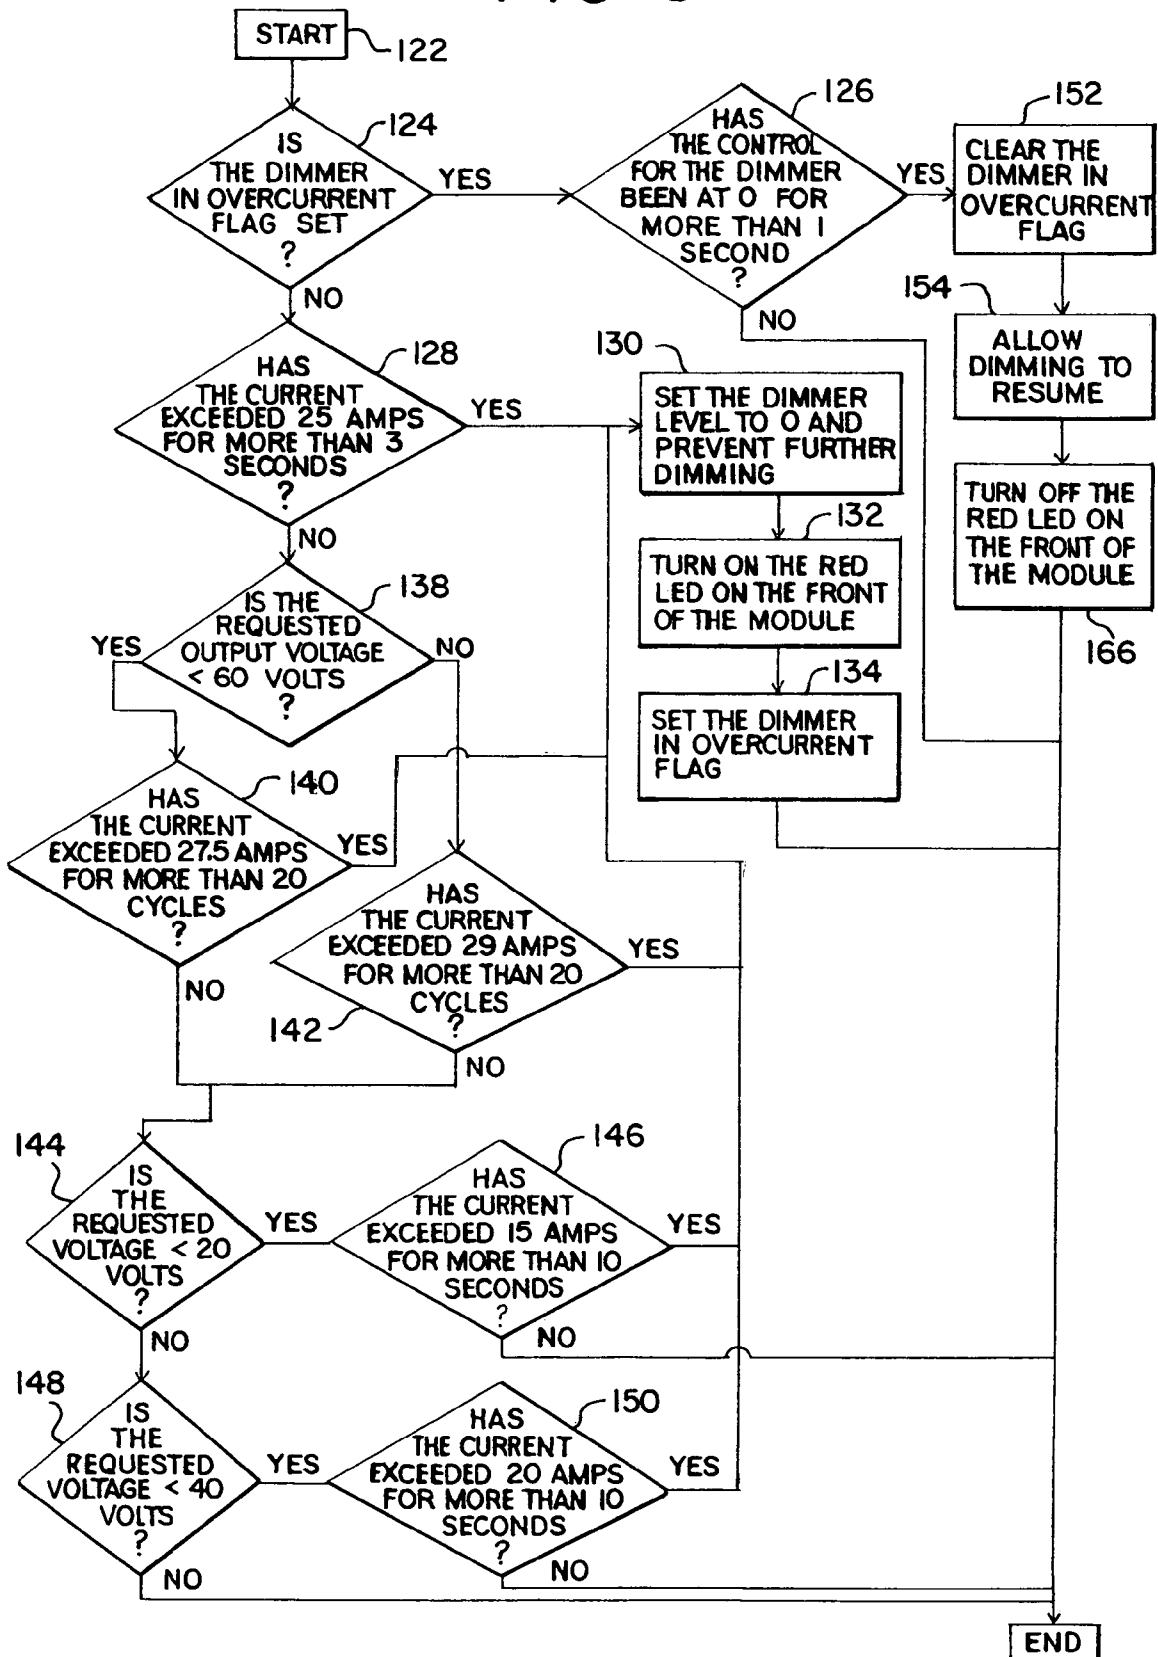 START
122
124
IS
THE DIMMER
IN OVERCURRENT
FLAG SET
?
YES
NO
126
HAS
THE CONTROL
FOR THE DIMMER
BEEN AT 0 FOR
MORE THAN 1
SECOND
?
YES
NO
152
CLEAR THE
DIMMER IN
OVERCURRENT
FLAG
154
ALLOW
DIMMING TO
RESUME
TURN OFF THE
RED LED ON
THE FRONT OF
THE MODULE
166
128
HAS
THE CURRENT
EXCEEDED 25 AMPS
FOR MORE THAN 3
SECONDS
?
YES
NO
130
SET THE DIMMER
LEVEL TO 0 AND
PREVENT FURTHER
DIMMING
132
TURN ON THE RED
LED ON THE FRONT
OF THE MODULE
134
SET THE DIMMER
IN OVERCURRENT
FLAG
138
IS THE
REQUESTED
OUTPUT VOLTAGE
< 60 VOLTS
?
YES
NO
140
HAS
THE CURRENT
EXCEEDED 27.5 AMPS
FOR MORE THAN 20
CYCLES
?
YES
NO
HAS
THE CURRENT
EXCEEDED 29 AMPS
FOR MORE THAN 20
CYCLES
?
142
YES
NO
144
IS
THE
REQUESTED
VOLTAGE < 20
VOLTS
?
YES
NO
146
HAS
THE CURRENT
EXCEEDED 15 AMPS
FOR MORE THAN 10
SECONDS
?
YES
NO
148
IS
THE
REQUESTED
VOLTAGE < 40
VOLTS
?
YES
NO
150
HAS
THE CURRENT
EXCEEDED 20 AMPS
FOR MORE THAN 10
SECONDS
?
YES
NO
END